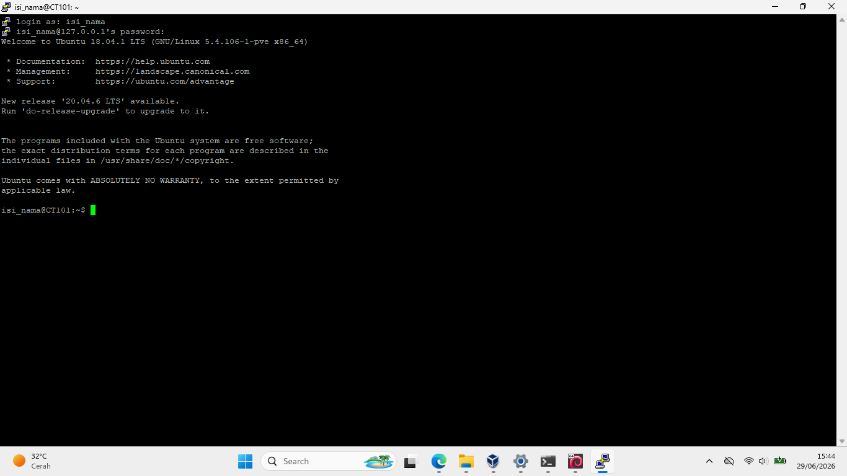 isi_nama@CT101: ~
login as: isi_nama
isi_nama@127.0.0.1's password:
Welcome to Ubuntu 18.04.1 LTS (GNU/Linux 5.4.106-1-pve x86_64)
* Documentation:  https://help.ubuntu.com
* Management:     https://landscape.canonical.com
* Support:        https://ubuntu.com/advantage
New release '20.04.6 LTS' available.
Run 'do-release-upgrade' to upgrade to it.
The programs included with the Ubuntu system are free software;
the exact distribution terms for each program are described in the
individual files in /usr/share/doc/*/copyright.
Ubuntu comes with ABSOLUTELY NO WARRANTY, to the extent permitted by
applicable law.
isi_nama@CT101:~$
32°C
Cerah
Search
15:44
29/06/2026